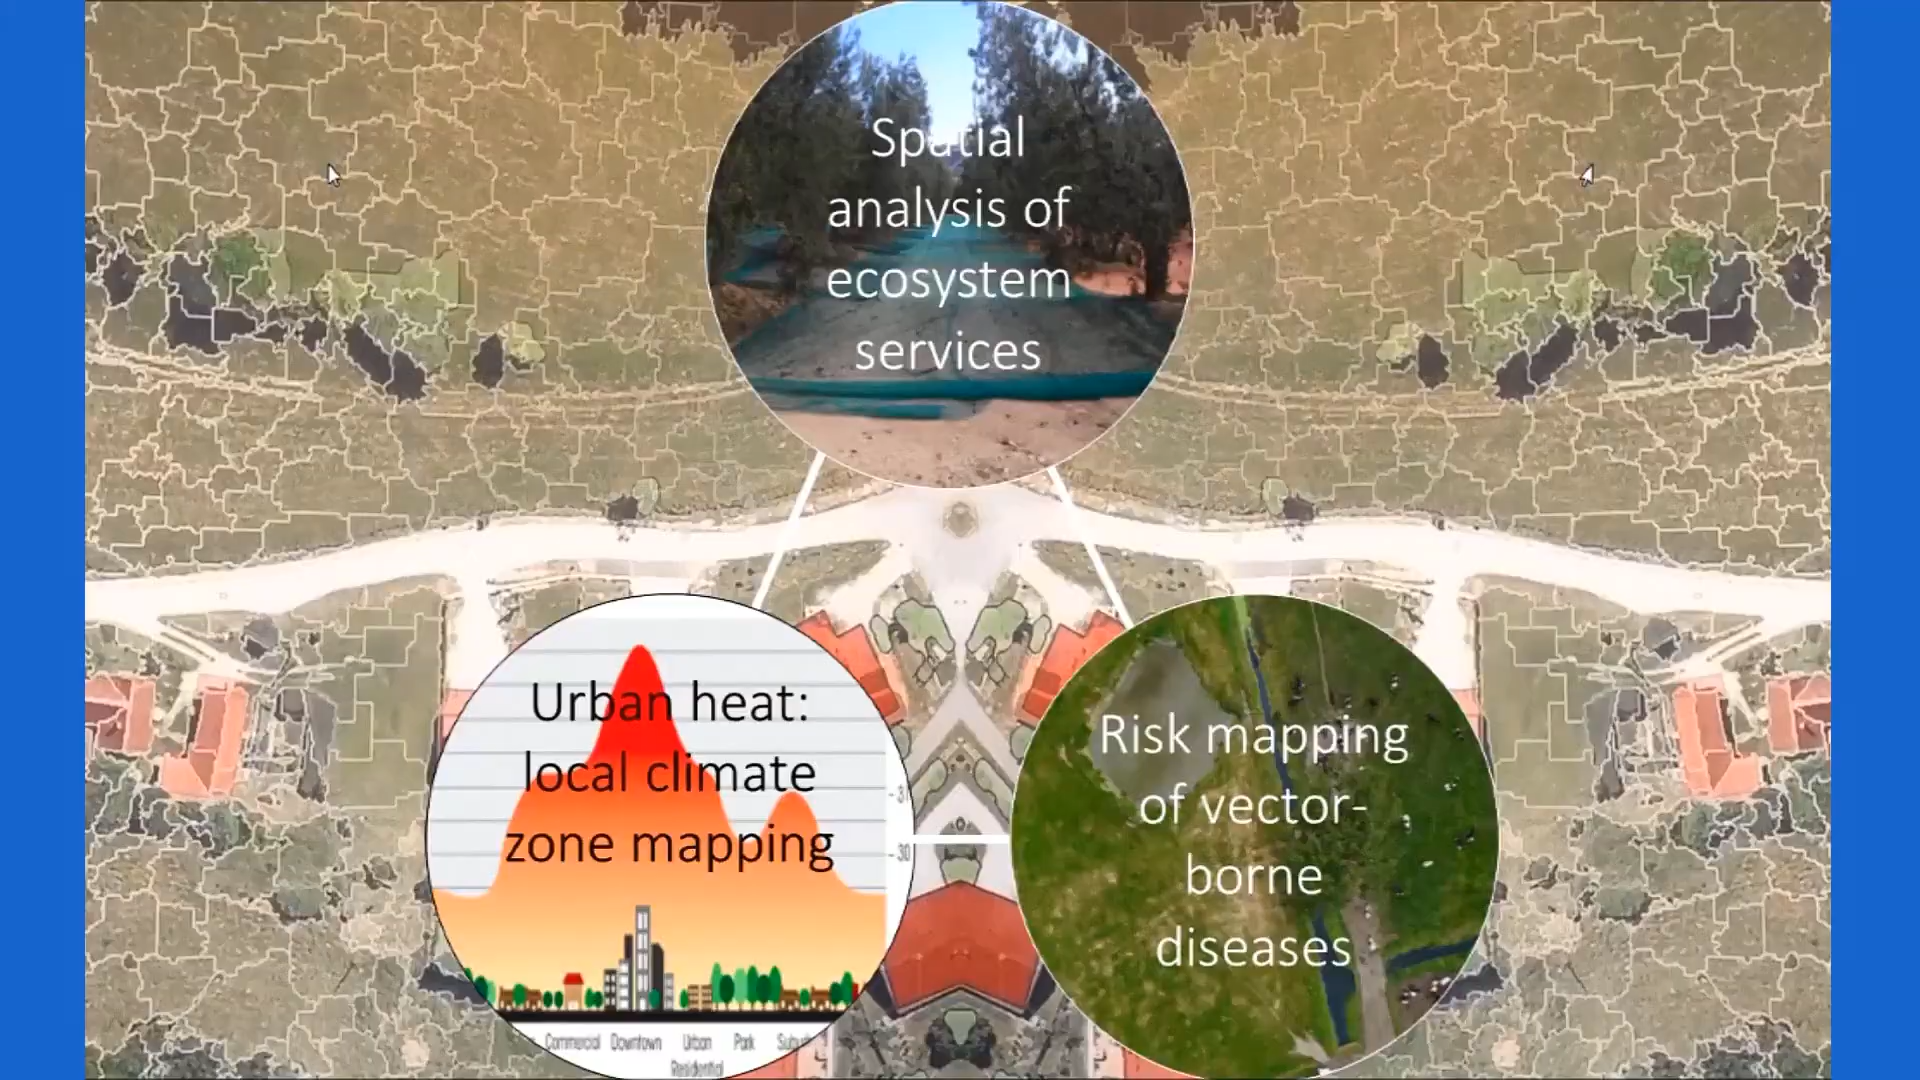 Spatial
analysis of
ecosystem
services
Urban heat:
local climate
zone mapping
Risk mapping
of vector-
borne
diseases
30
Commercial Downtown Urban Park
Residential